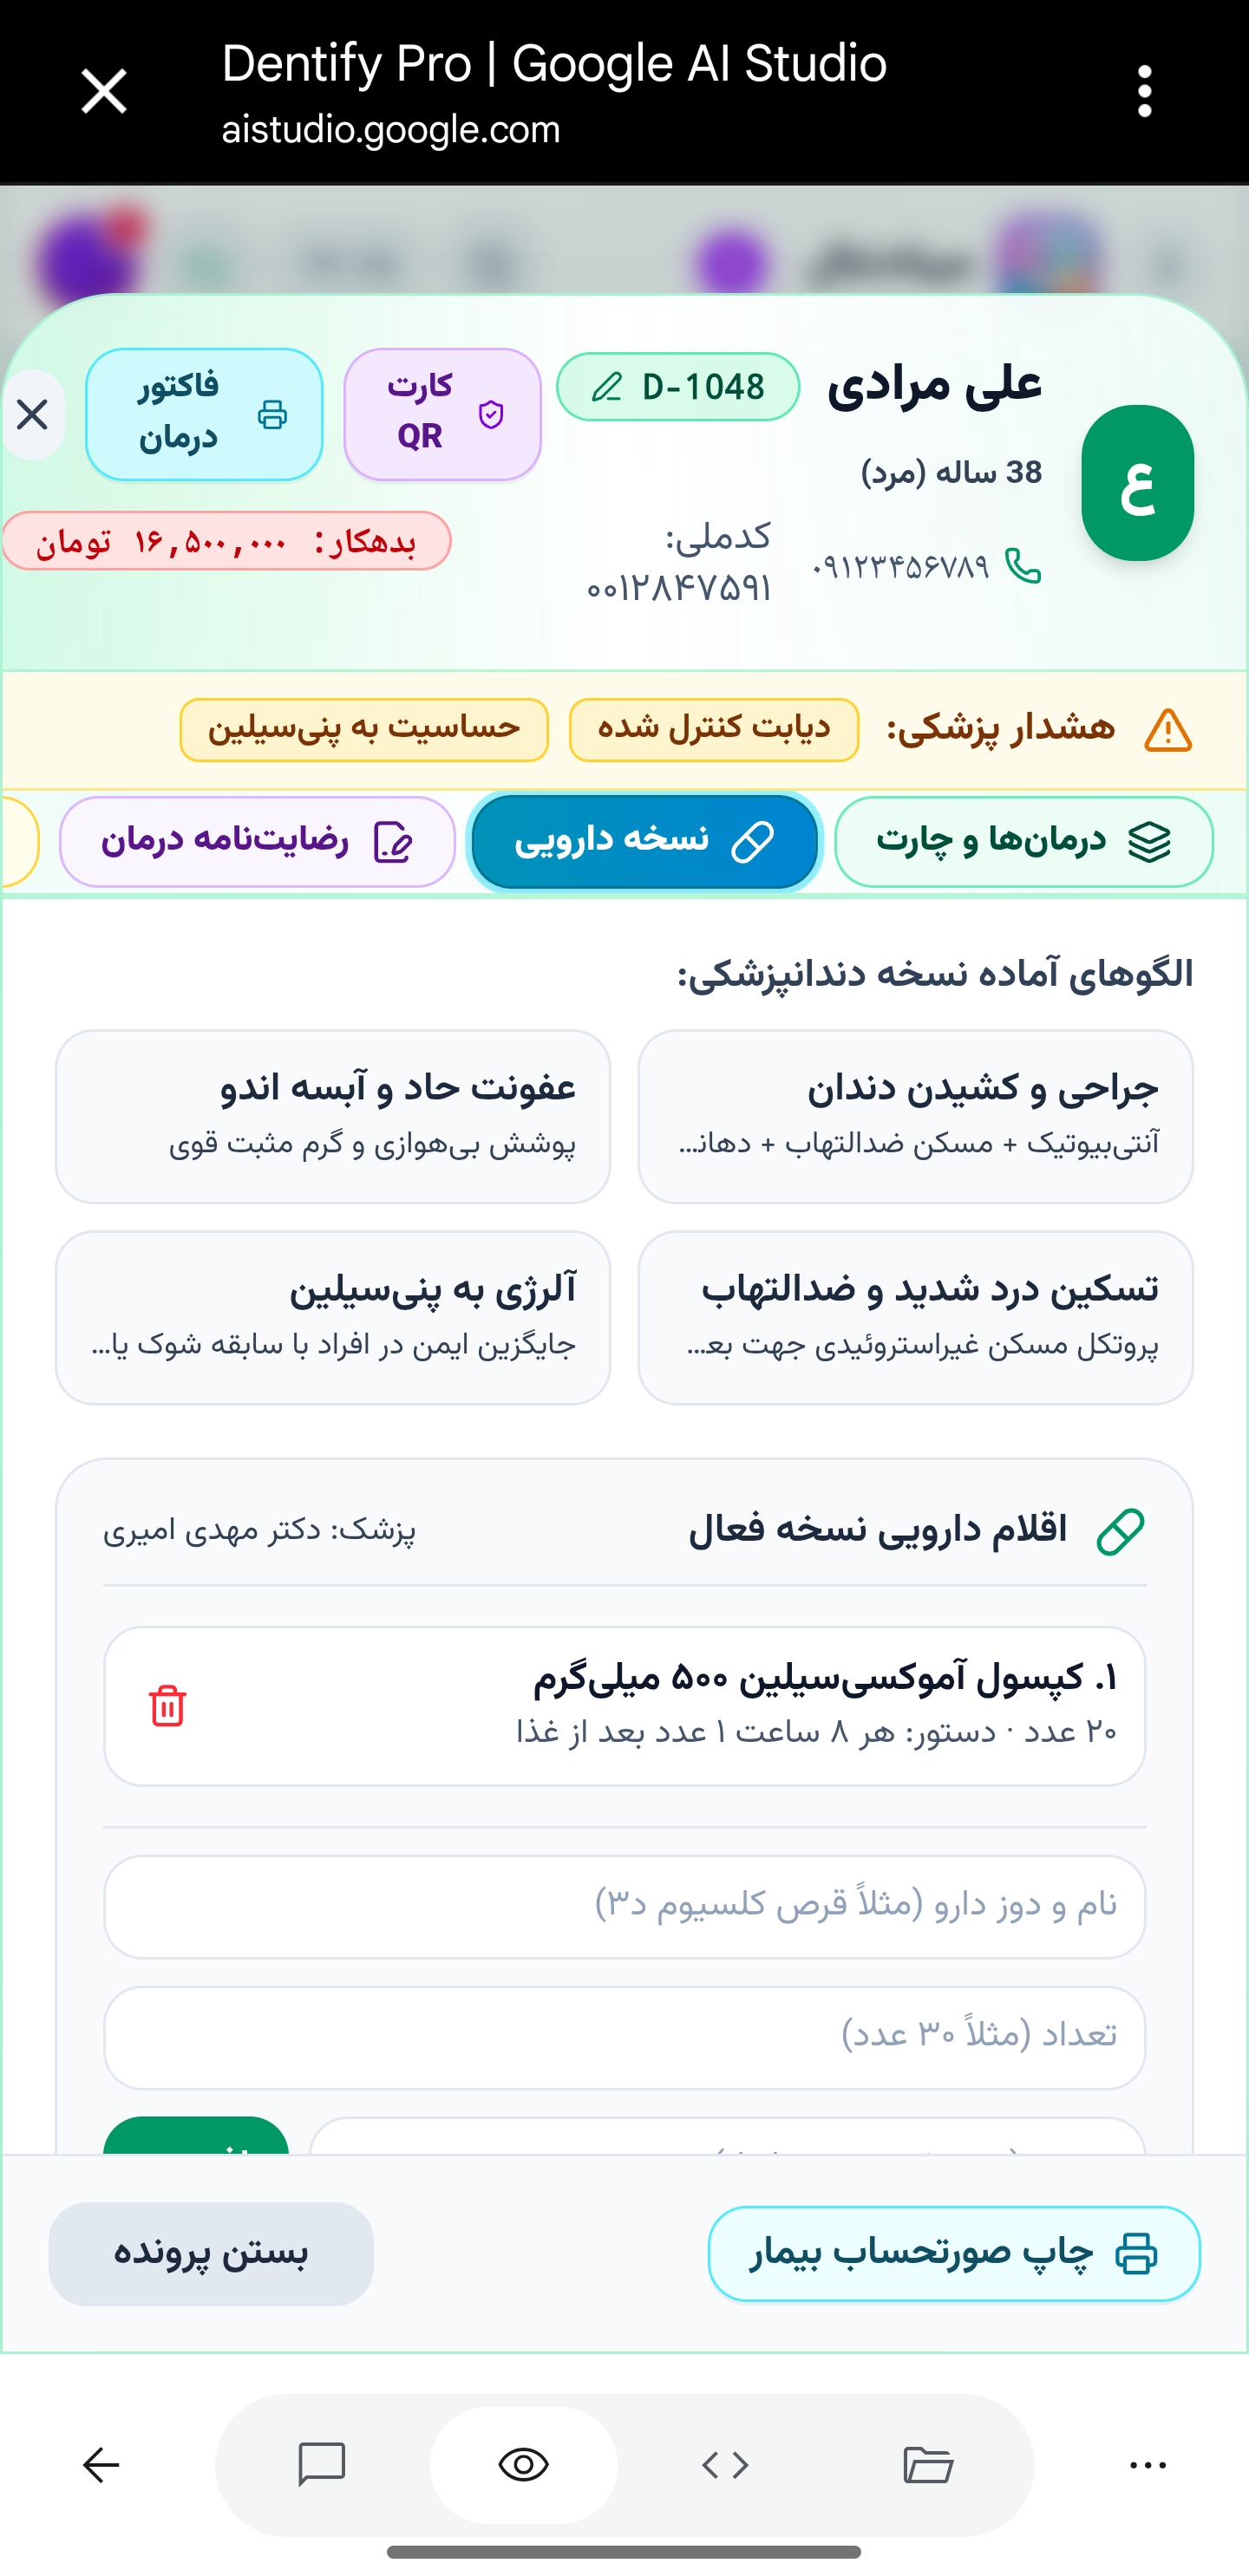 Dentify Pro | Google AI Studio
aistudio.google.com
ع
علی مرادی
D-1048
کارت
QR
فاکتور
درمان
38 ساله (مرد)
۰۹۱۲۳۴۵۶۷۸۹
کدملی:
۰۰۱۲۸۴۷۵۹۱
بدهکار: ۱۶,۵۰۰,۰۰۰ تومان
هشدار پزشکی:
دیابت کنترل شده
حساسیت به پنی‌سیلین
درمان‌ها و چارت
نسخه دارویی
رضایت‌نامه درمان
الگوهای آماده نسخه دندانپزشکی:
جراحی و کشیدن دندان
آنتی‌بیوتیک + مسکن ضدالتهاب + دهانـ...
عفونت حاد و آبسه اندو
پوشش بی‌هوازی و گرم مثبت قوی
تسکین درد شدید و ضدالتهاب
پروتکل مسکن غیراستروئیدی جهت بعـ...
آلرژی به پنی‌سیلین
جایگزین ایمن در افراد با سابقه شوک یا...
اقلام دارویی نسخه فعال
پزشک: دکتر مهدی امیری
۱. کپسول آموکسی‌سیلین ۵۰۰ میلی‌گرم
۲۰ عدد · دستور: هر ۸ ساعت ۱ عدد بعد از غذا
نام و دوز دارو (مثلاً قرص کلسیوم د۳)
تعداد (مثلاً ۳۰ عدد)
چاپ صورتحساب بیمار
بستن پرونده